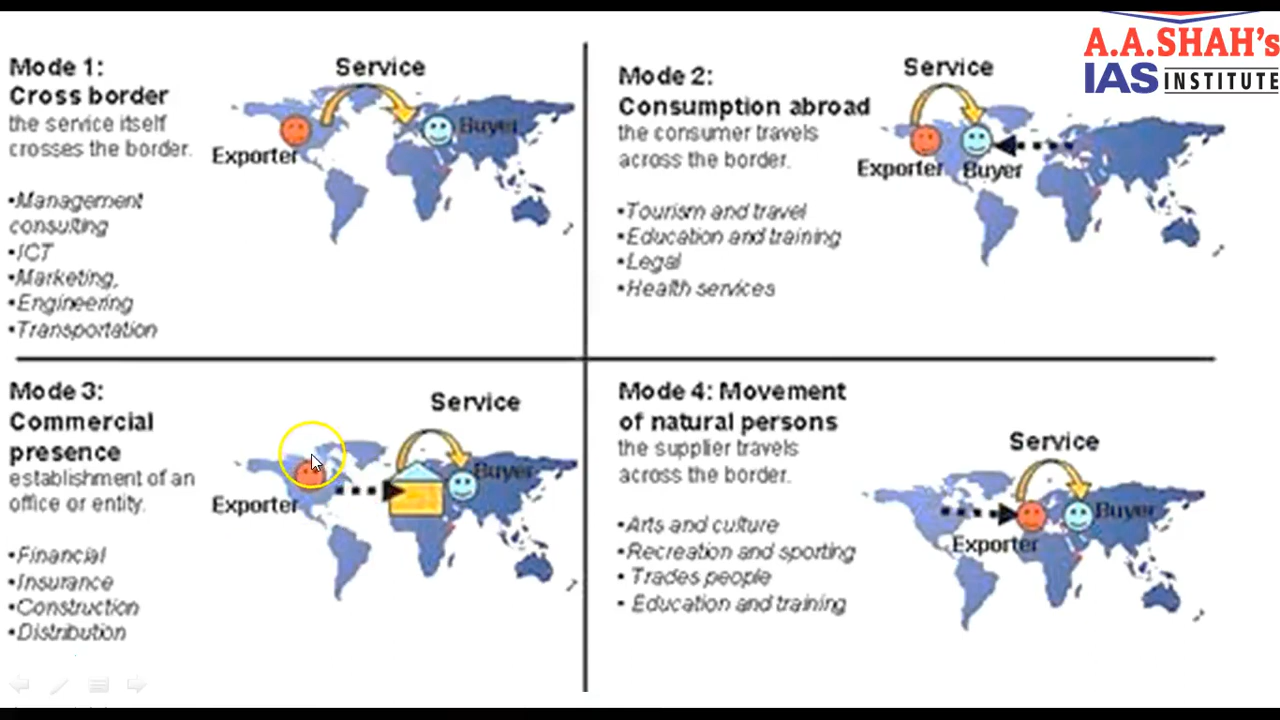 A.A.SHAH's
IAS INSTITUTE
Mode 1:
Cross border
the service itself
crosses the border.
•Management
consulting
•ICT
•Marketing,
•Engineering
•Transportation
Service
Exporter
Buyer
Mode 2:
Consumption abroad
the consumer travels
across the border.
•Tourism and travel
•Education and training
•Legal
•Health services
Service
Exporter
Buyer
Mode 3:
Commercial
presence
establishment of an
office or entity.
•Financial
•Insurance
•Construction
•Distribution
Service
Exporter
Buyer
Mode 4: Movement
of natural persons
the supplier travels
across the border.
•Arts and culture
•Recreation and sporting
• Trades people
• Education and training
Service
Exporter
Buyer